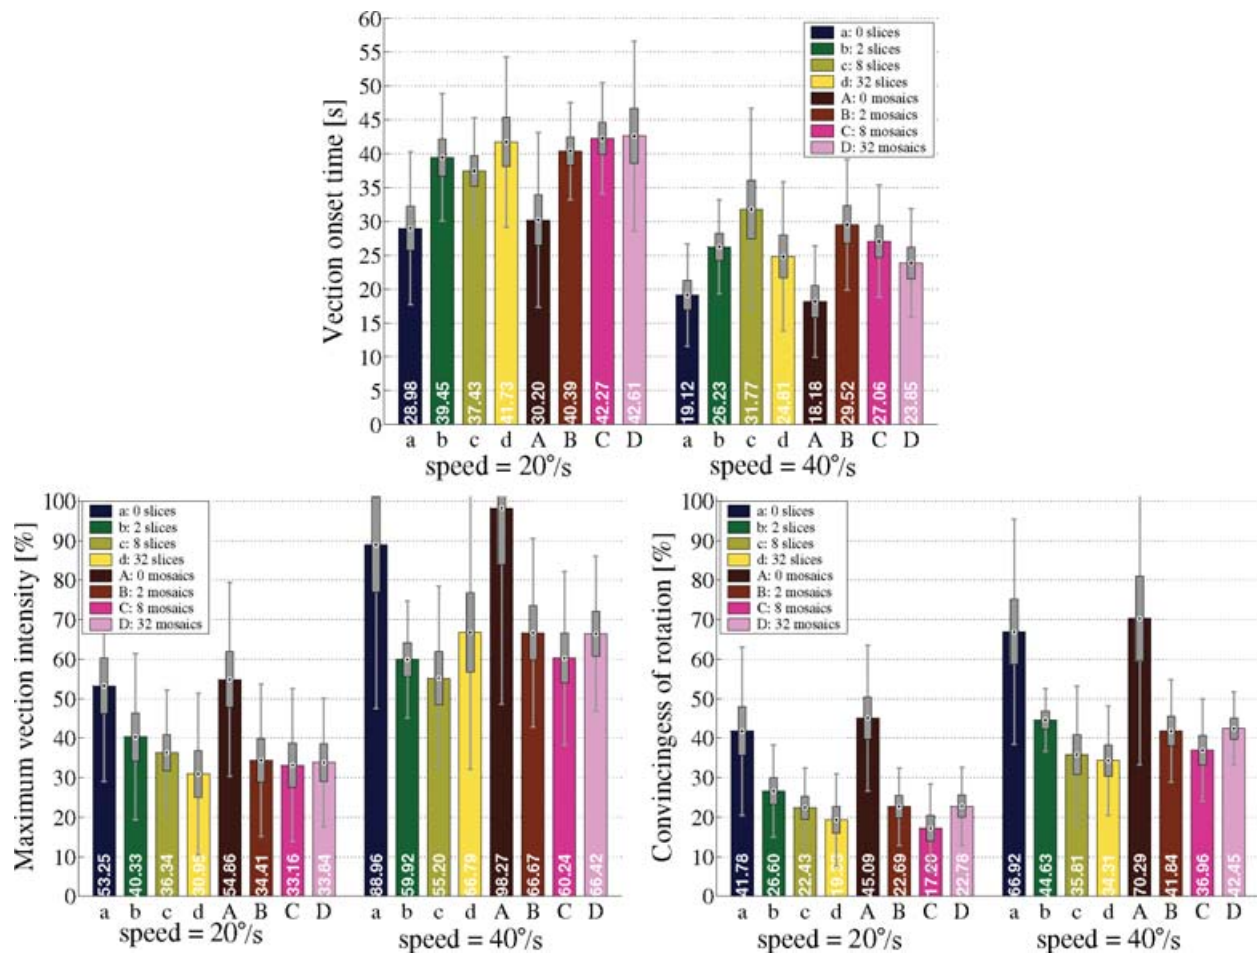 Vection onset time [s]
60
55
50
45
40
35
30
25
20
15
10
5
0
a: 0 slices
b: 2 slices
c: 8 slices
d: 32 slices
A: 0 mosaics
B: 2 mosaics
C: 8 mosaics
D: 32 mosaics
28.98 39.45 37.43 41.73 30.20 40.39 42.27 42.61 19.12 26.23 31.77 24.81 18.18 29.52 27.06 23.85
a b c d A B C D a b c d A B C D
speed = 20°/s speed = 40°/s
Maximum vection intensity [%]
100
90
80
70
60
50
40
30
20
10
0
a: 0 slices
b: 2 slices
c: 8 slices
d: 32 slices
A: 0 mosaics
B: 2 mosaics
C: 8 mosaics
D: 32 mosaics
53.25 40.33 36.34 30.95 54.86 34.41 33.16 33.84 88.96 59.92 55.20 66.79 98.27 66.67 60.24 66.42
a b c d A B C D a b c d A B C D
speed = 20°/s speed = 40°/s
Convincingess of rotation [%]
100
90
80
70
60
50
40
30
20
10
0
a: 0 slices
b: 2 slices
c: 8 slices
d: 32 slices
A: 0 mosaics
B: 2 mosaics
C: 8 mosaics
D: 32 mosaics
41.78 26.60 22.43 45.09 22.69 17.20 22.78 66.92 44.63 35.81 34.31 70.29 41.84 36.96 42.45
a b c d A B C D a b c d A B C D
speed = 20°/s speed = 40°/s